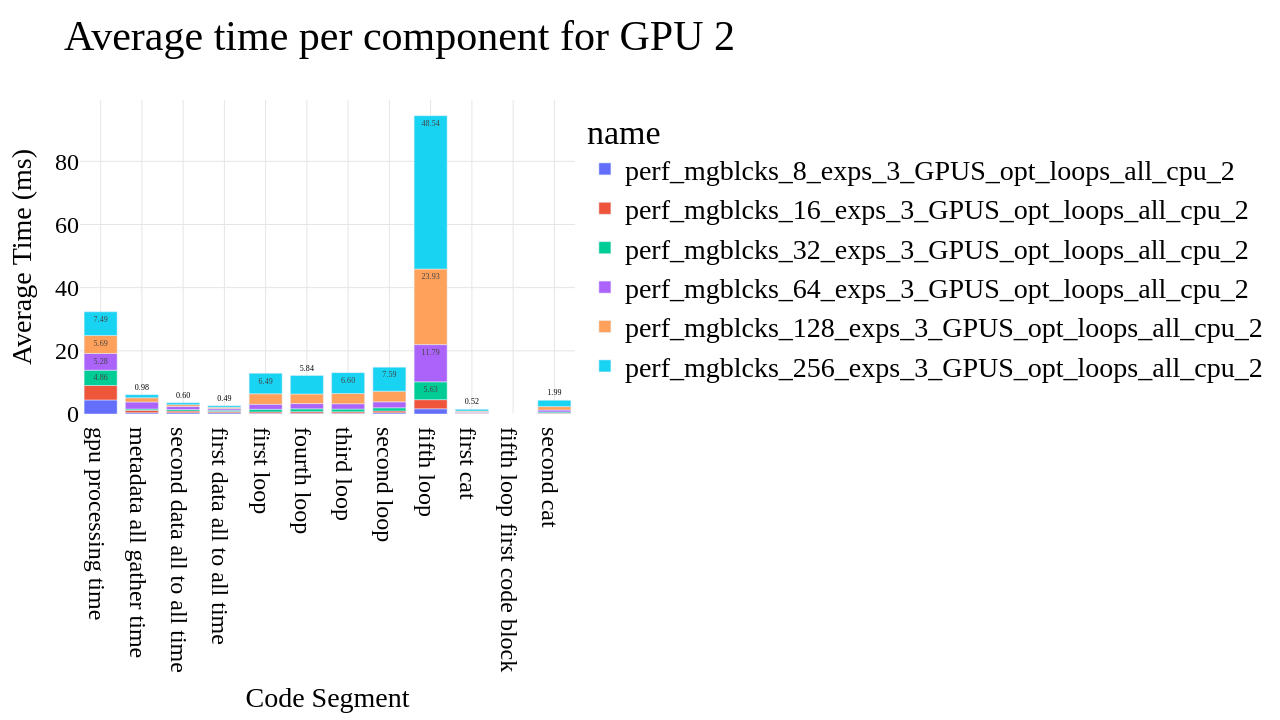 Average time per component for GPU 2
Average Time (ms)
80
60
40
20
0
7.49
5.69
5.28
4.86
0.98
0.60
0.49
6.49
5.84
6.60
7.59
48.54
23.93
11.79
5.63
0.52
1.99
gpu processing time
metadata all gather time
second data all to all time
first data all to all time
first loop
fourth loop
third loop
second loop
fifth loop
first cat
fifth loop first code block
second cat
Code Segment
name
perf_mgblcks_8_exps_3_GPUS_opt_loops_all_cpu_2
perf_mgblcks_16_exps_3_GPUS_opt_loops_all_cpu_2
perf_mgblcks_32_exps_3_GPUS_opt_loops_all_cpu_2
perf_mgblcks_64_exps_3_GPUS_opt_loops_all_cpu_2
perf_mgblcks_128_exps_3_GPUS_opt_loops_all_cpu_2
perf_mgblcks_256_exps_3_GPUS_opt_loops_all_cpu_2